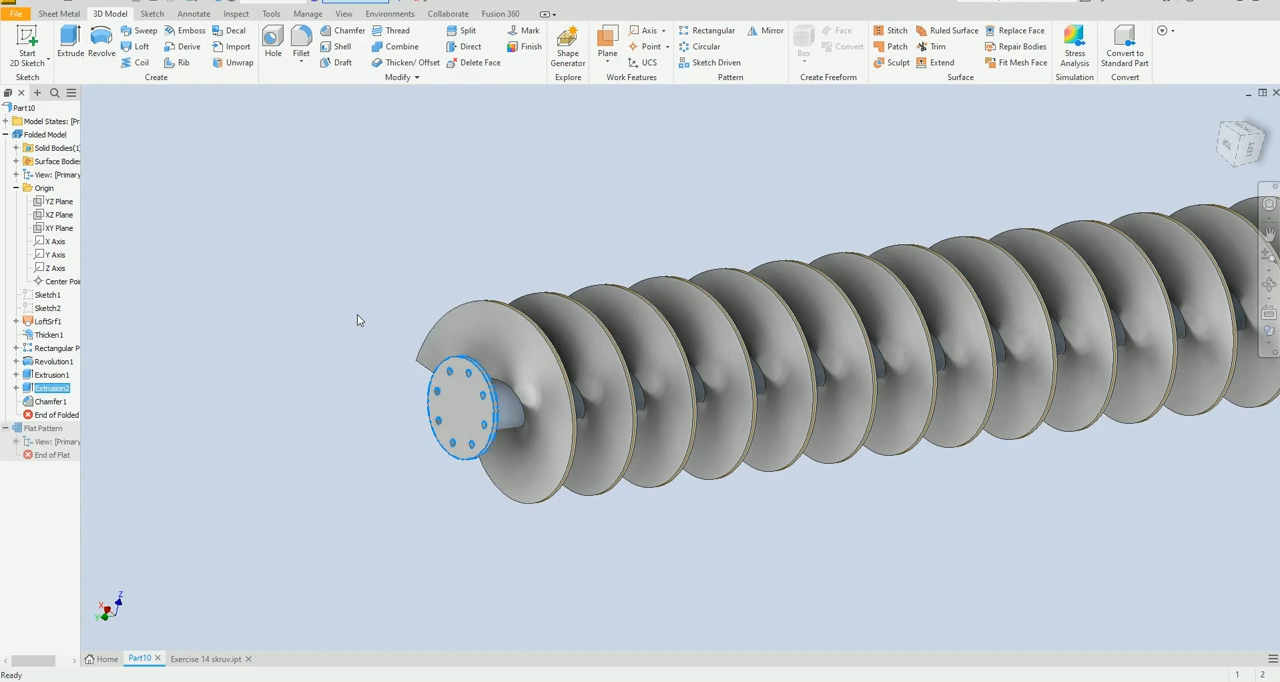 File Sheet Metal 3D Model Sketch Annotate Inspect Tools Manage View Environments Collaborate Fusion 360
Start
2D Sketch
Extrude
Revolve
Sweep
Loft
Coil
Emboss
Derive
Rib
Decal
Import
Unwrap
Hole
Fillet
Chamfer
Shell
Draft
Thread
Combine
Thicken/ Offset
Split
Direct
Delete Face
Mark
Finish
Shape
Generator
Plane
Axis
Point
UCS
Rectangular
Circular
Sketch Driven
Mirror
Box
Face
Convert
Stitch
Patch
Sculpt
Ruled Surface
Trim
Extend
Replace Face
Repair Bodies
Fit Mesh Face
Stress
Analysis
Convert to
Standard Part
Sketch Create Modify Explore Work Features Pattern Create Freeform Surface Simulation Convert
Part10
Model States: [Pr
Folded Model
Solid Bodies(1)
Surface Bodie
View: [Primary
Origin
YZ Plane
XZ Plane
XY Plane
X Axis
Y Axis
Z Axis
Center Poi
Sketch1
Sketch2
LoftSrf1
Thicken1
Rectangular P
Revolution1
Extrusion1
Extrusion2
Chamfer1
End of Folded
Flat Pattern
View: [Primary
End of Flat
LEFT
X
Y
Z
Home Part10 Exercise 14 skruv.ipt
Ready 1 2